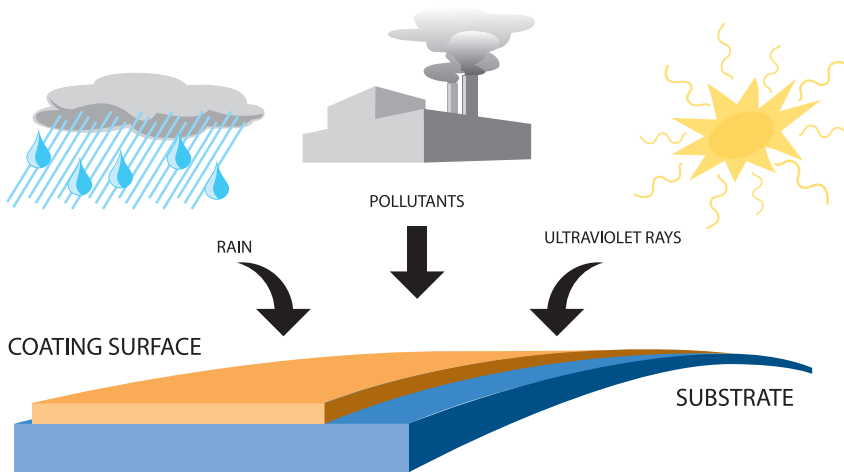 POLLUTANTS
RAIN
ULTRAVIOLET RAYS
COATING SURFACE
SUBSTRATE